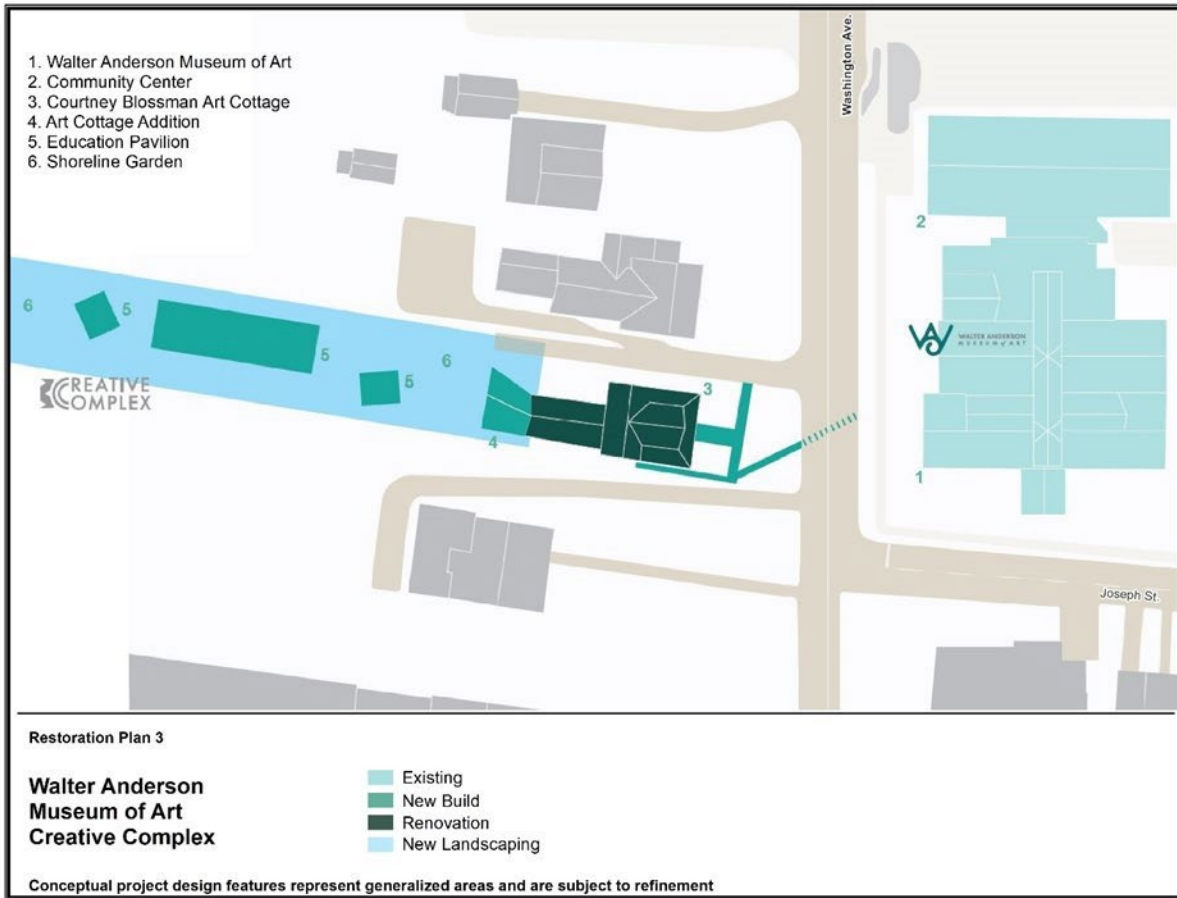 1. Walter Anderson Museum of Art
2. Community Center
3. Courtney Blossman Art Cottage
4. Art Cottage Addition
5. Education Pavilion
6. Shoreline Garden
Washington Ave.
2
WALTER ANDERSON
MUSEUM of ART
6
5
5
6
5
3
CREATIVE
COMPLEX
4
1
Joseph St.
Restoration Plan 3
Walter Anderson
Museum of Art
Creative Complex
Existing
New Build
Renovation
New Landscaping
Conceptual project design features represent generalized areas and are subject to refinement